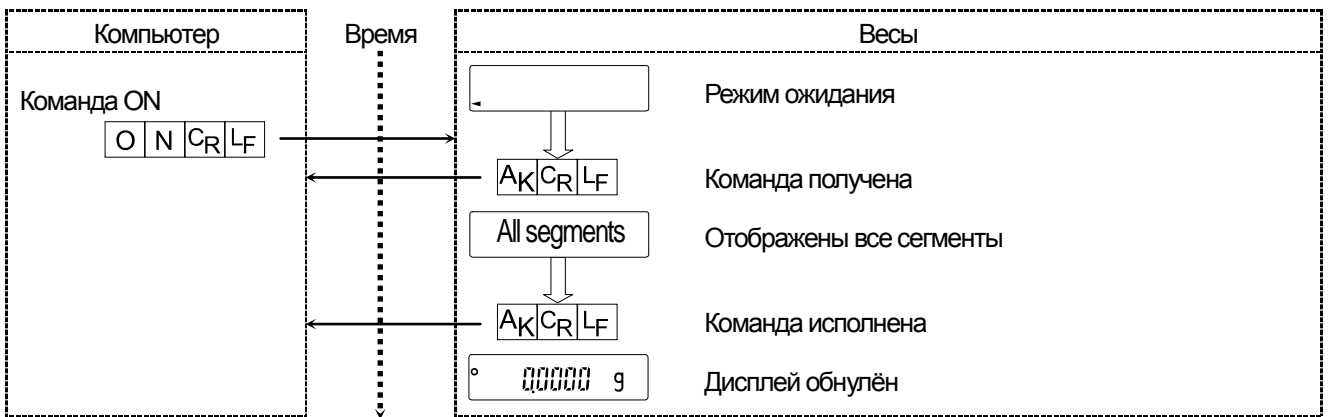 Компьютер Время Весы
Режим ожидания
Команда ON
O N CR LF
AK CR LF Команда получена
All segments Отображены все сегменты
AK CR LF Команда исполнена
0.0000 g Дисплей обнулён